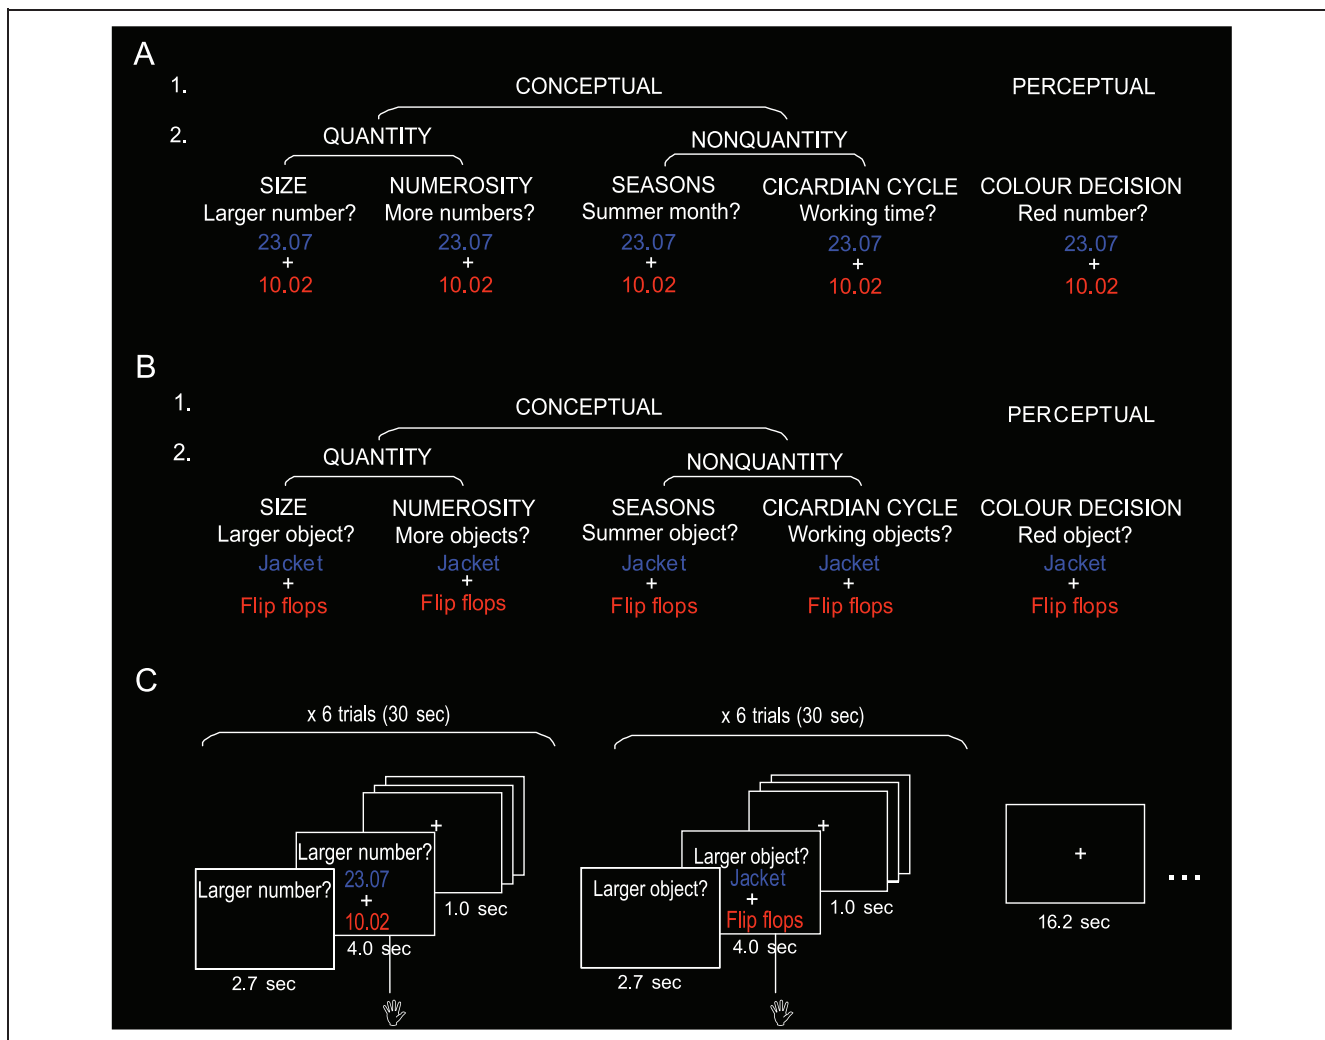 A
1. CONCEPTUAL PERCEPTUAL
2. QUANTITY NONQUANTITY
SIZE NUMEROSITY SEASONS CICARDIAN CYCLE COLOUR DECISION
Larger number? More numbers? Summer month? Working time? Red number?
23.07 23.07 23.07 23.07 23.07
+ + + + +
10.02 10.02 10.02 10.02 10.02
B
1. CONCEPTUAL PERCEPTUAL
2. QUANTITY NONQUANTITY
SIZE NUMEROSITY SEASONS CICARDIAN CYCLE COLOUR DECISION
Larger object? More objects? Summer object? Working objects? Red object?
Jacket Jacket Jacket Jacket Jacket
+ + + + +
Flip flops Flip flops Flip flops Flip flops Flip flops
C
x 6 trials (30 sec) x 6 trials (30 sec)
+ +
Larger number? Larger object?
Larger number? 23.07 Larger object? Jacket +
+ +
10.02 1.0 sec Flip flops 1.0 sec ...
4.0 sec 4.0 sec 16.2 sec
2.7 sec 2.7 sec